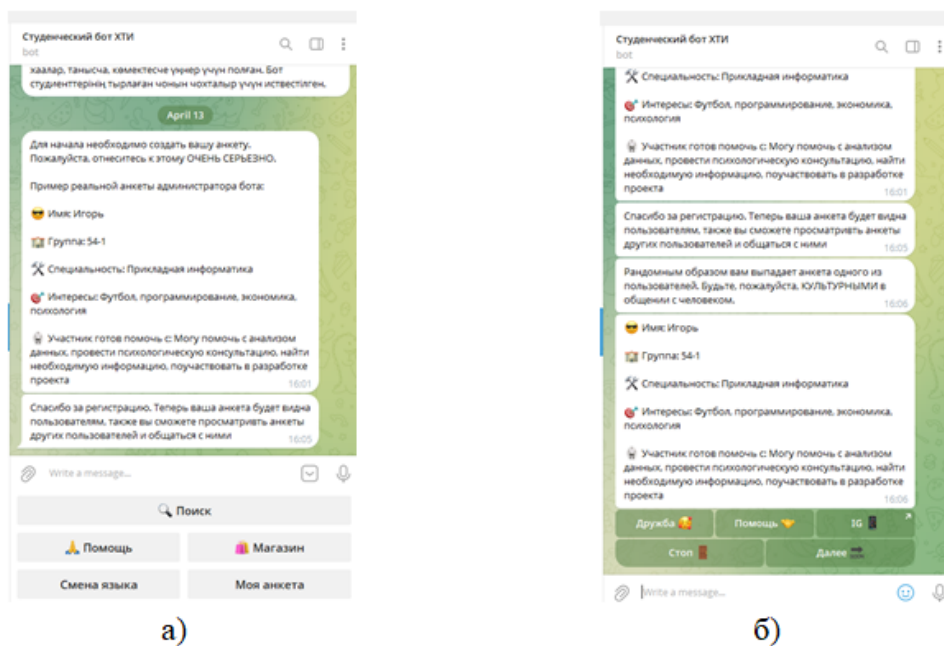 Студенческий бот ХТИ
bot
хаалар, танысча, көмектесче үңнер үчүн полған. Бот
студенттерінің тырлаған чонын чохталыр үчүн иствестілген.
April 13
Для начала необходимо создать вашу анкету.
Пожалуйста, отнеситесь к этому ОЧЕНЬ СЕРЬЕЗНО.
Пример реальной анкеты администратора бота:
Имя: Игорь
Группа: 54-1
Специальность: Прикладная информатика
Интересы: Футбол, программирование, экономика,
психология
Участник готов помочь с: Могу помочь с анализом
данных, провести психологическую консультацию, найти
необходимую информацию, поучаствовать в разработке
проекта
16:01
Спасибо за регистрацию. Теперь ваша анкета будет видна
пользователям, также вы сможете просматривть анкеты
других пользователей и общаться с ними
16:05
Write a message...
Поиск
Помощь
Магазин
Смена языка
Моя анкета
а)
Студенческий бот ХТИ
bot
Специальность: Прикладная информатика
Интересы: Футбол, программирование, экономика,
психология
Участник готов помочь с: Могу помочь с анализом
данных, провести психологическую консультацию, найти
необходимую информацию, поучаствовать в разработке
проекта
16:01
Спасибо за регистрацию. Теперь ваша анкета будет видна
пользователям, также вы сможете просматривть анкеты
других пользователей и общаться с ними
16:05
Рандомным образом вам выпадает анкета одного из
пользователей. Будьте, пожалуйста, КУЛЬТУРНЫМИ в
общении с человеком.
16:06
Имя: Игорь
Группа: 54-1
Специальность: Прикладная информатика
Интересы: Футбол, программирование, экономика,
психология
Участник готов помочь с: Могу помочь с анализом
данных, провести психологическую консультацию, найти
необходимую информацию, поучаствовать в разработке
проекта
16:06
Дружба
Помощь
IG
Стоп
Далее
Write a message...
б)